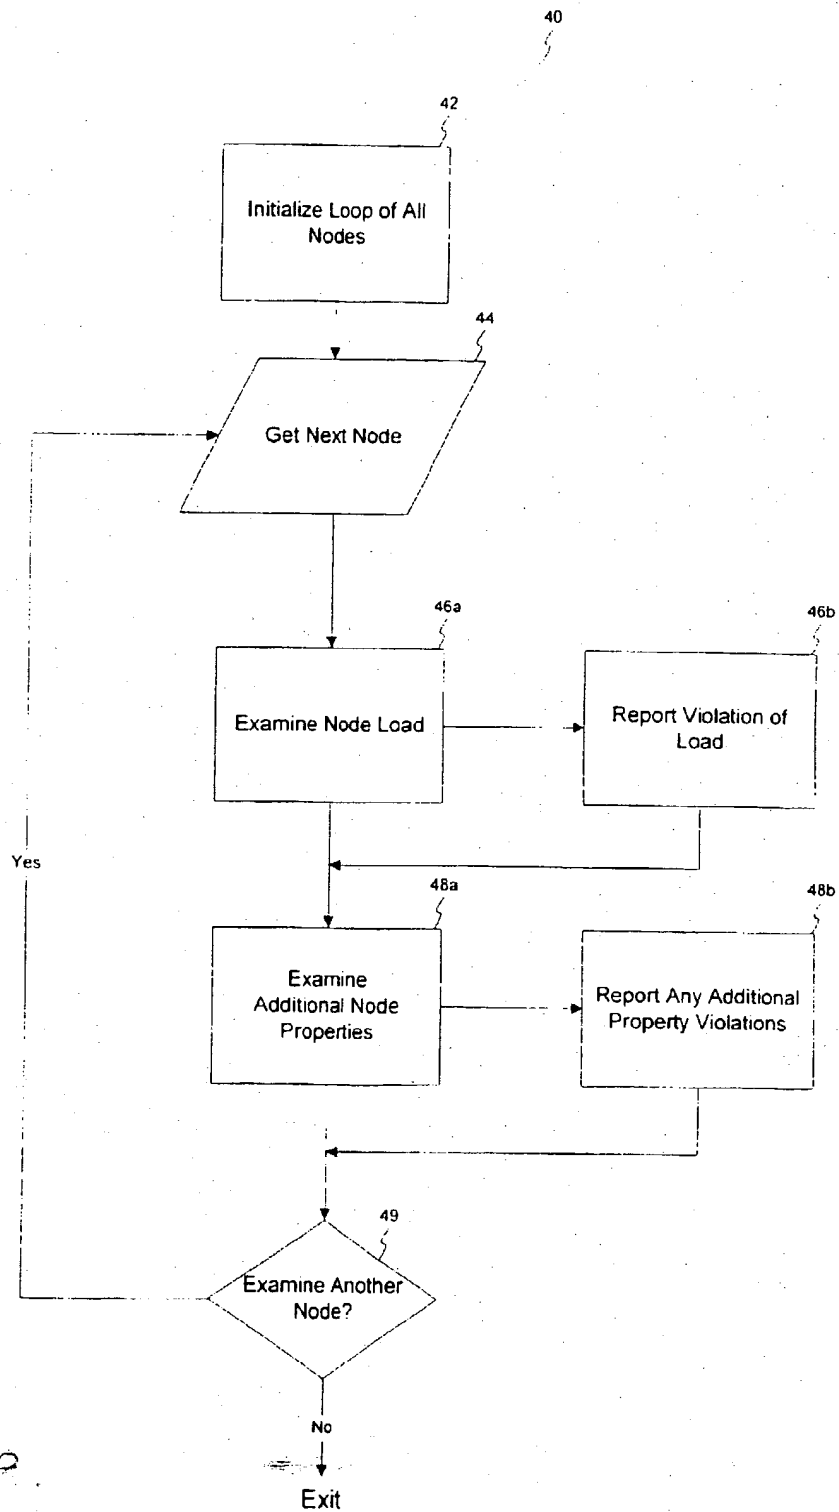 40
42
Initialize Loop of All
Nodes
44
Get Next Node
46a
Examine Node Load
46b
Report Violation of
Load
Yes
48a
Examine
Additional Node
Properties
48b
Report Any Additional
Property Violations
49
Examine Another
Node?
No
Exit